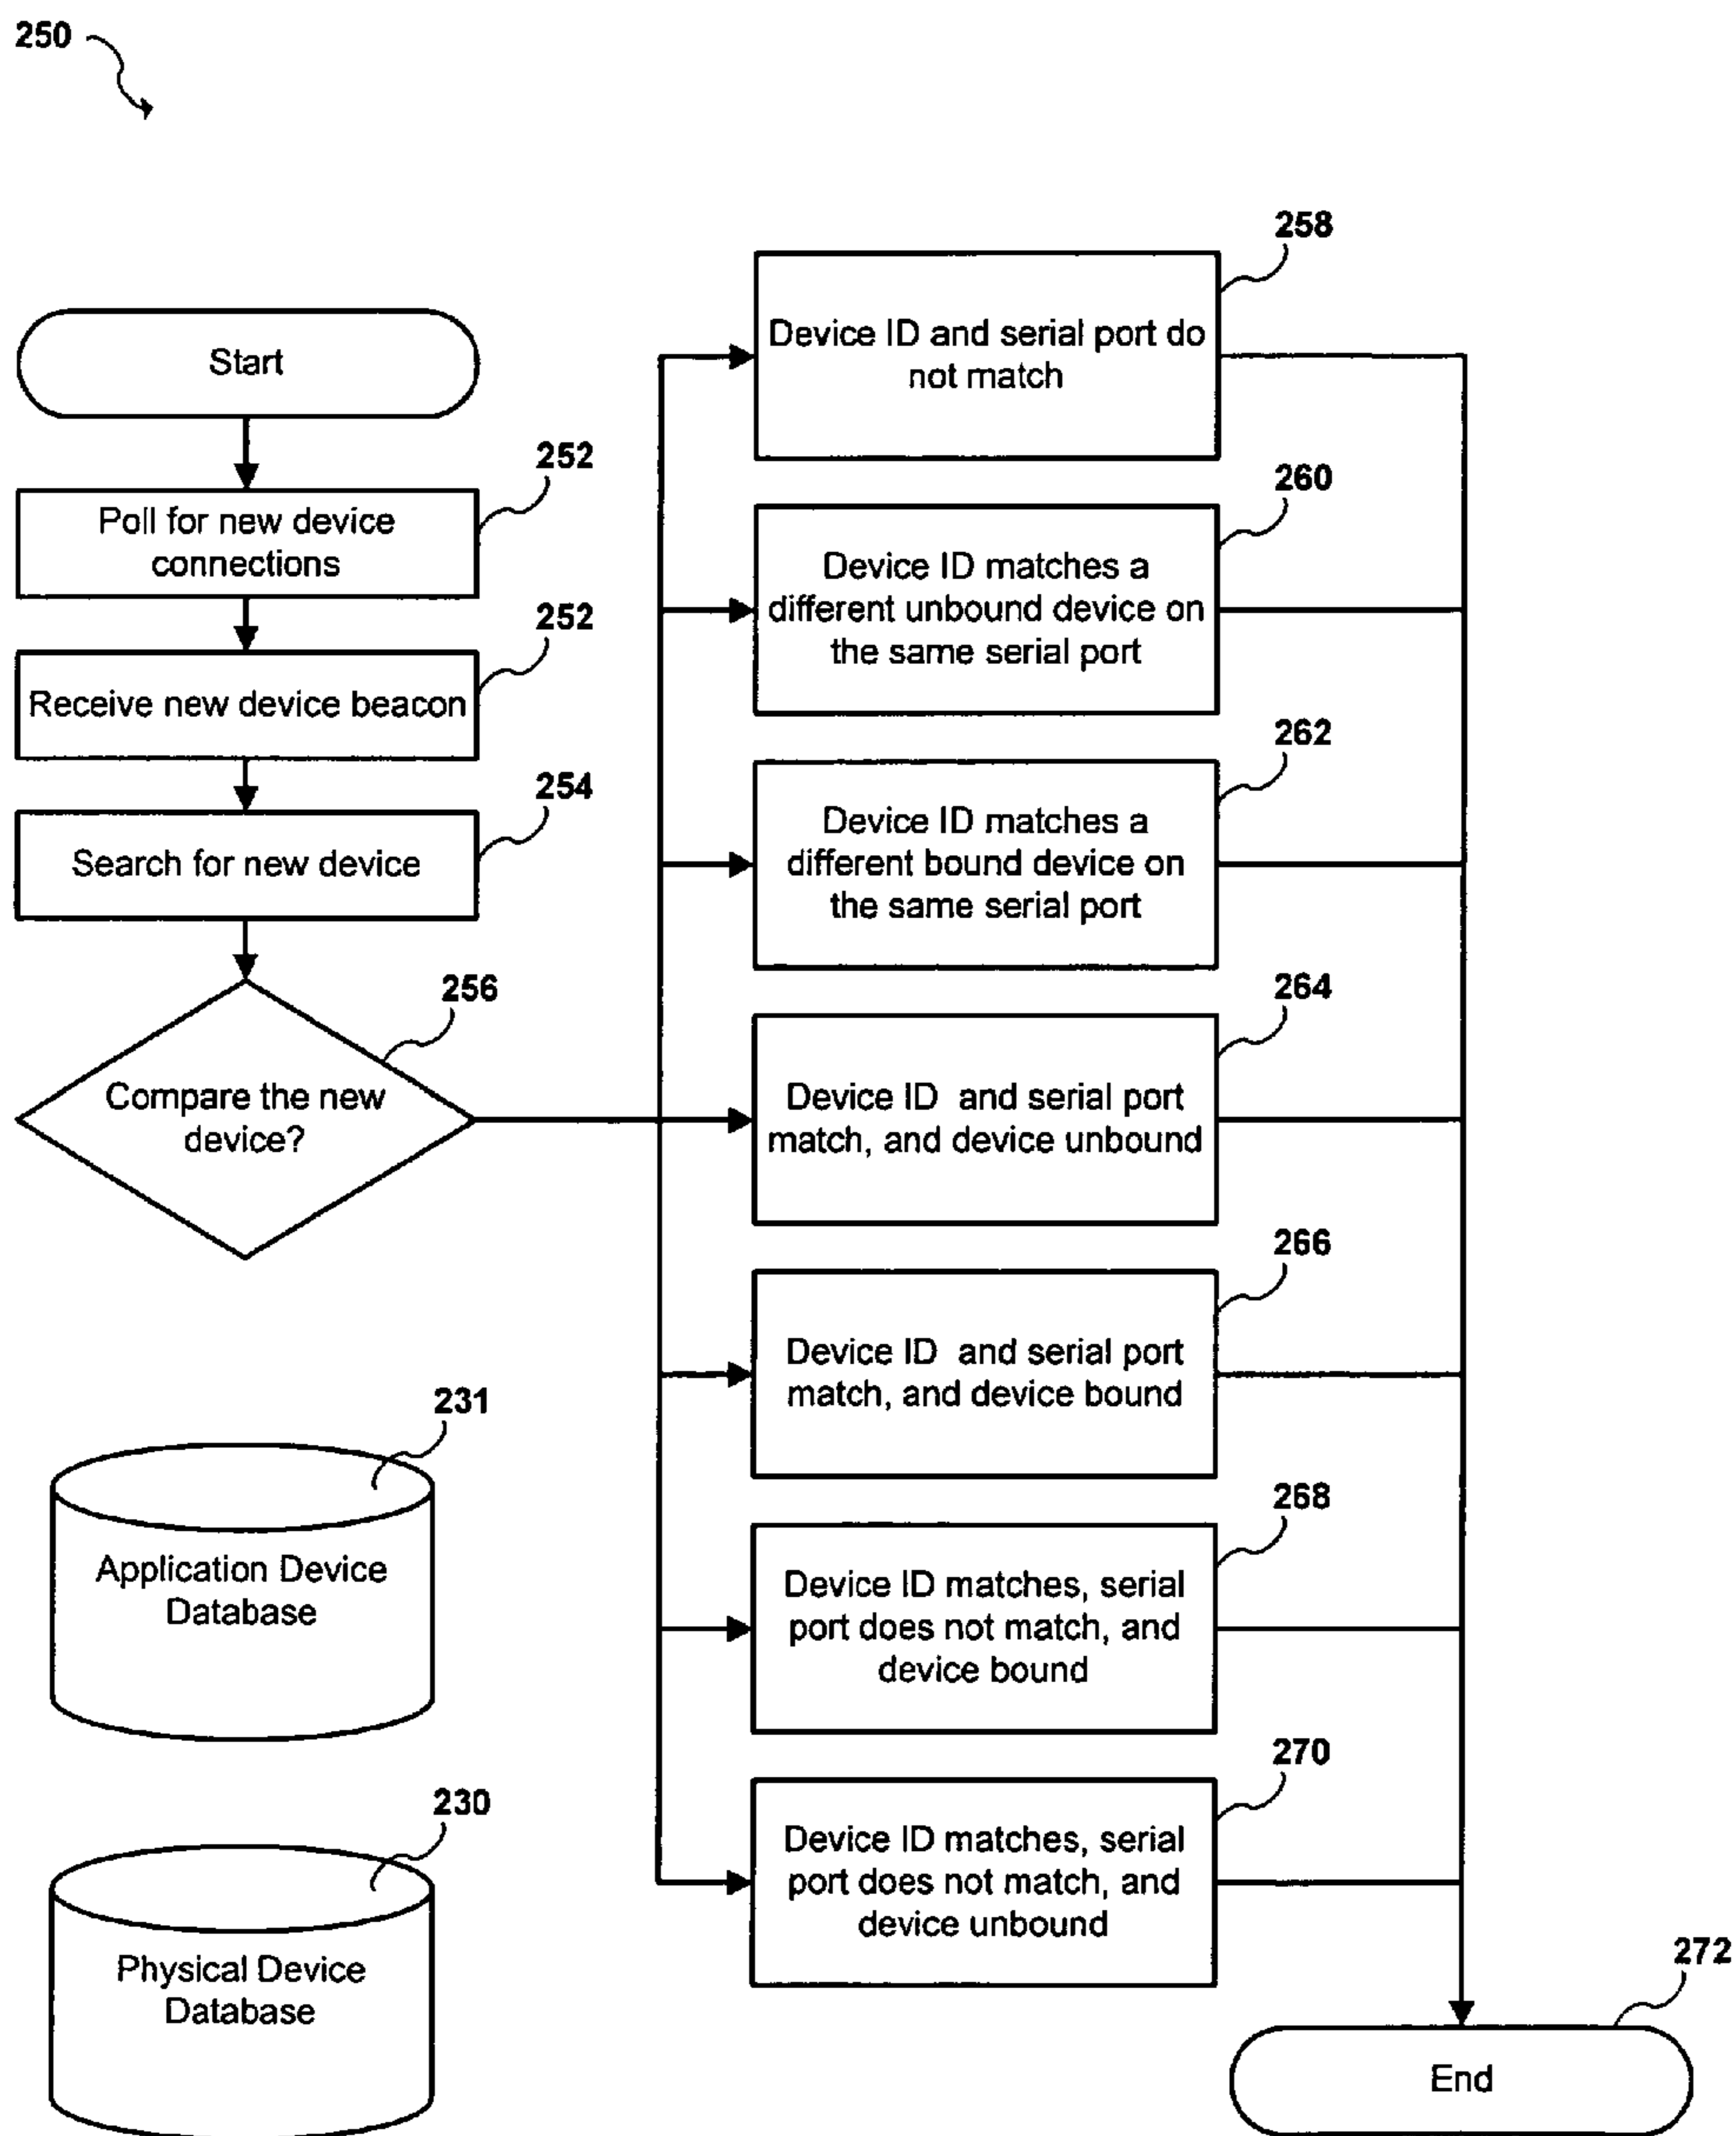 250
Start
252
Poll for new device
connections
252
Receive new device beacon
254
Search for new device
256
Compare the new
device?
231
Application Device
Database
230
Physical Device
Database
258
Device ID and serial port do
not match
260
Device ID matches a
different unbound device on
the same serial port
262
Device ID matches a
different bound device on
the same serial port
264
Device ID and serial port
match, and device unbound
266
Device ID and serial port
match, and device bound
268
Device ID matches, serial
port does not match, and
device bound
270
Device ID matches, serial
port does not match, and
device unbound
272
End